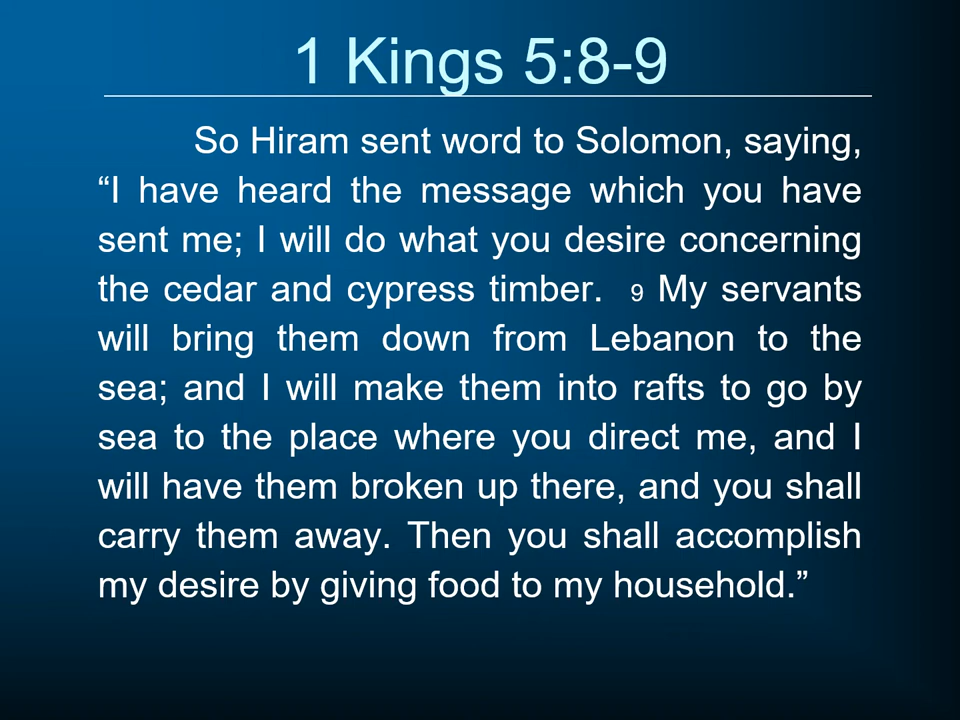 1 Kings 5:8-9
So Hiram sent word to Solomon, saying,
“I have heard the message which you have
sent me; I will do what you desire concerning
the cedar and cypress timber. 9 My servants
will bring them down from Lebanon to the
sea; and I will make them into rafts to go by
sea to the place where you direct me, and I
will have them broken up there, and you shall
carry them away. Then you shall accomplish
my desire by giving food to my household.”